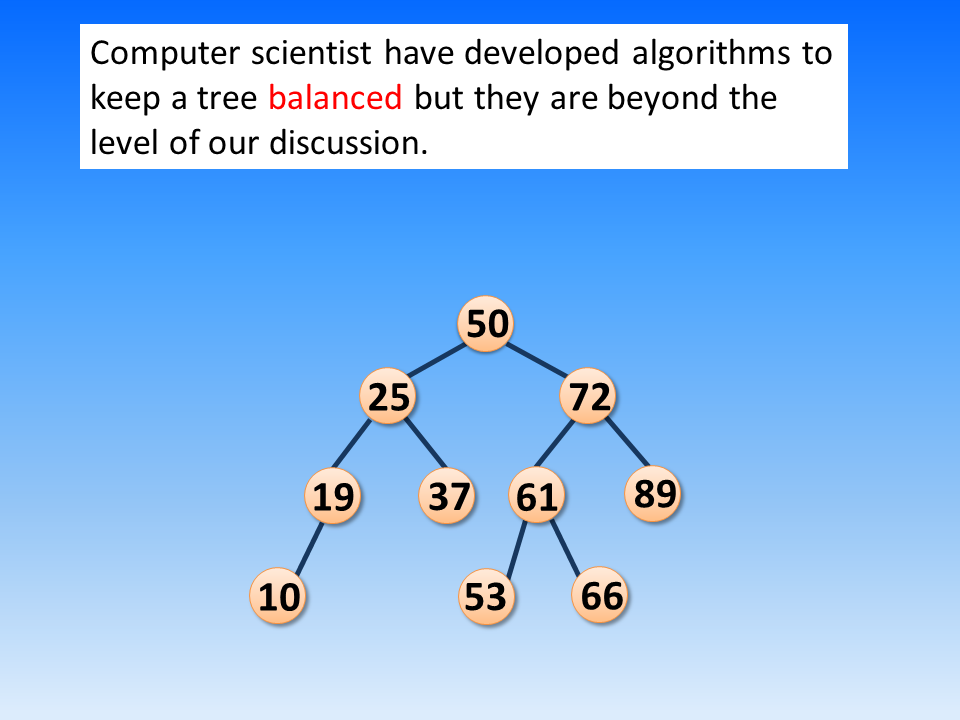 Computer scientist have developed algorithms to
keep a tree balanced but they are beyond the
level of our discussion.
50
25 72
19 37 61 89
10 53 66